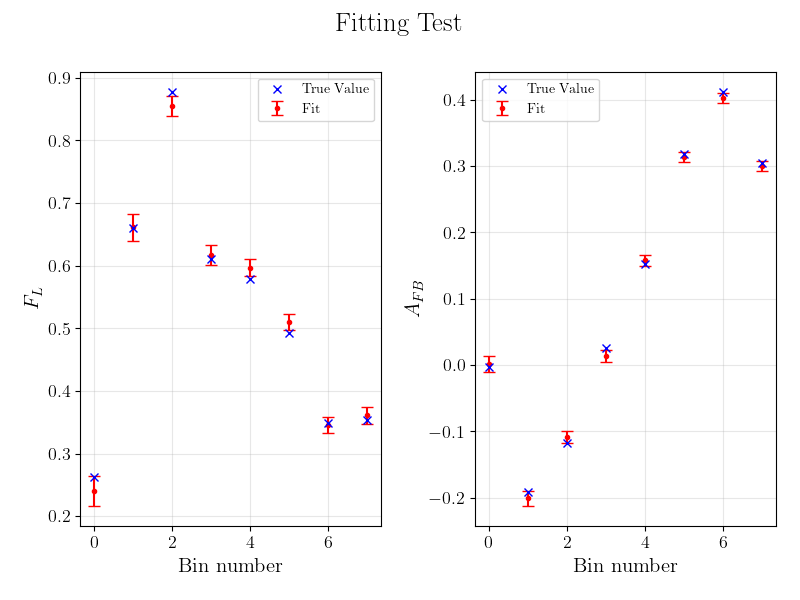 Fitting Test
True Value
Fit
0.9
0.8
0.7
0.6
0.5
0.4
0.3
0.2
F_L
0 2 4 6
Bin number
True Value
Fit
0.4
0.3
0.2
0.1
0.0
−0.1
−0.2
A_{FB}
0 2 4 6
Bin number